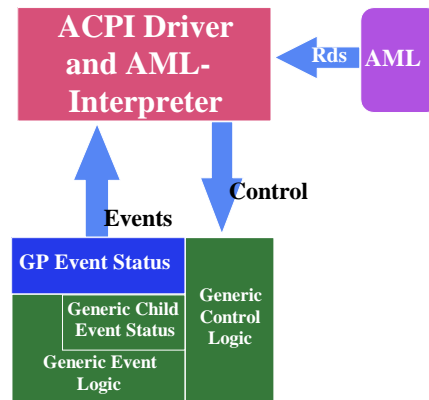 ACPI Driver
and AML-
Interpreter
Rds
AML
Control
Events
GP Event Status
Generic Child
Event Status
Generic Event
Logic
Generic
Control
Logic